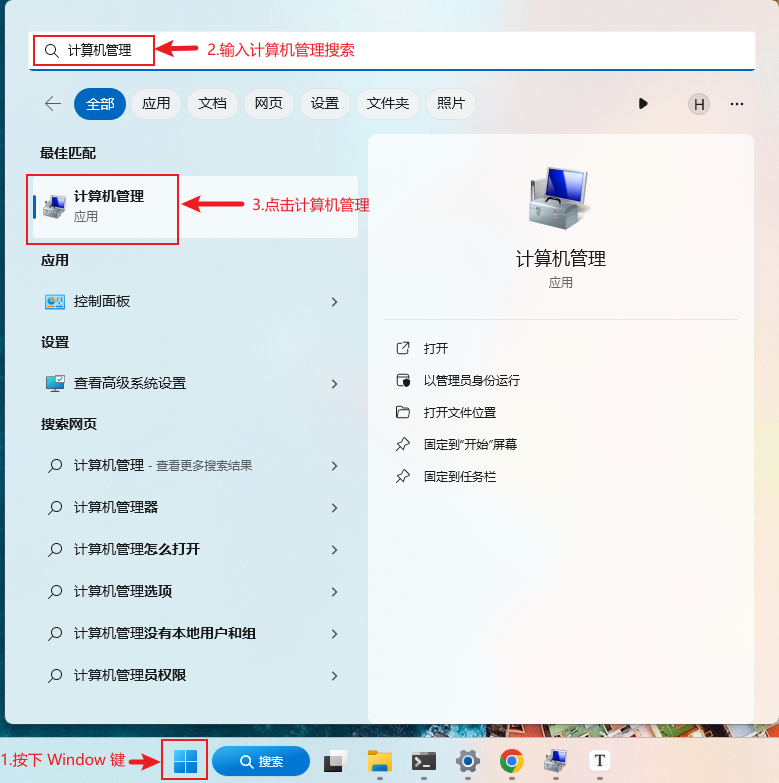 计算机管理
2.输入计算机管理搜索
全部 应用 文档 网页 设置 文件夹 照片 H
最佳匹配
计算机管理
应用
3.点击计算机管理
应用
控制面板
设置
查看高级系统设置
搜索网页
计算机管理 - 查看更多搜索结果
计算机管理器
计算机管理怎么打开
计算机管理选项
计算机管理没有本地用户和组
计算机管理员权限
计算机管理
应用
打开
以管理员身份运行
打开文件位置
固定到"开始"屏幕
固定到任务栏
1.按下 Window 键
搜索
T